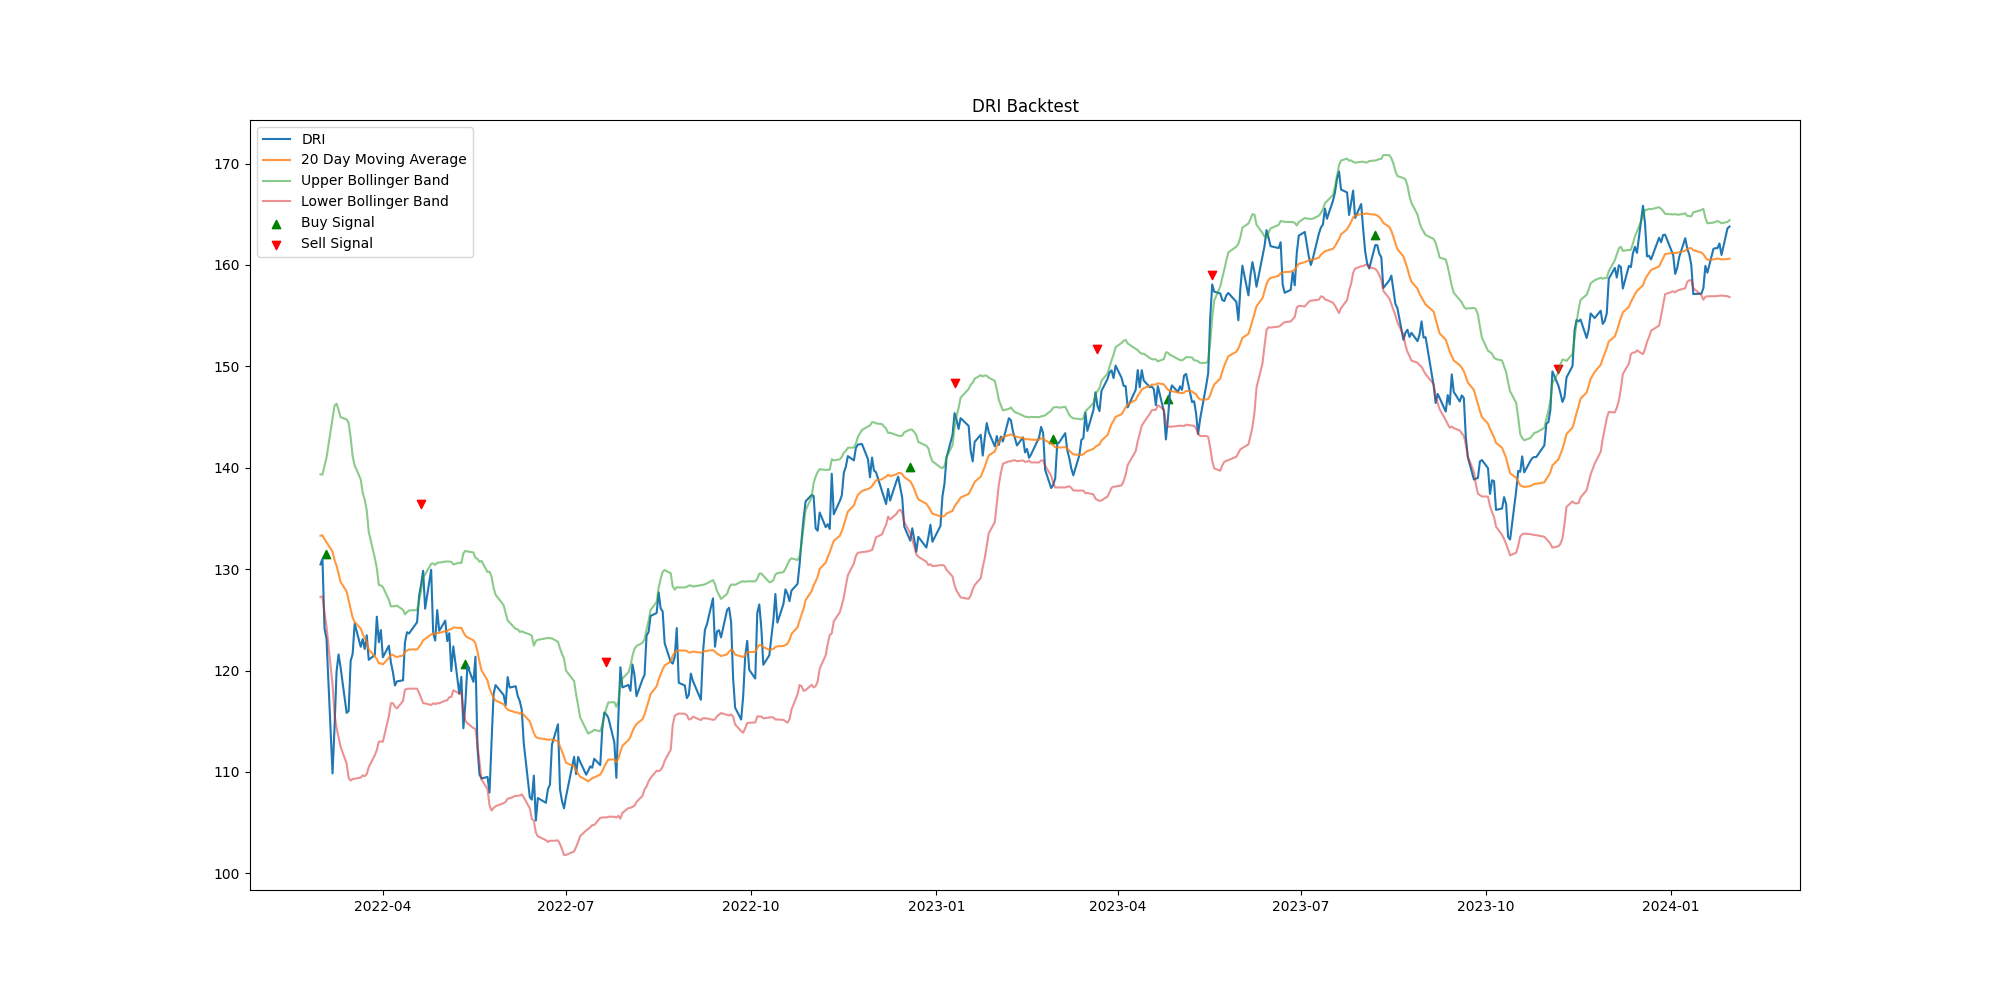 DRI Backtest
DRI
20 Day Moving Average
Upper Bollinger Band
Lower Bollinger Band
Buy Signal
Sell Signal
170
160
150
140
130
120
110
100
2022-04 2022-07 2022-10 2023-01 2023-04 2023-07 2023-10 2024-01